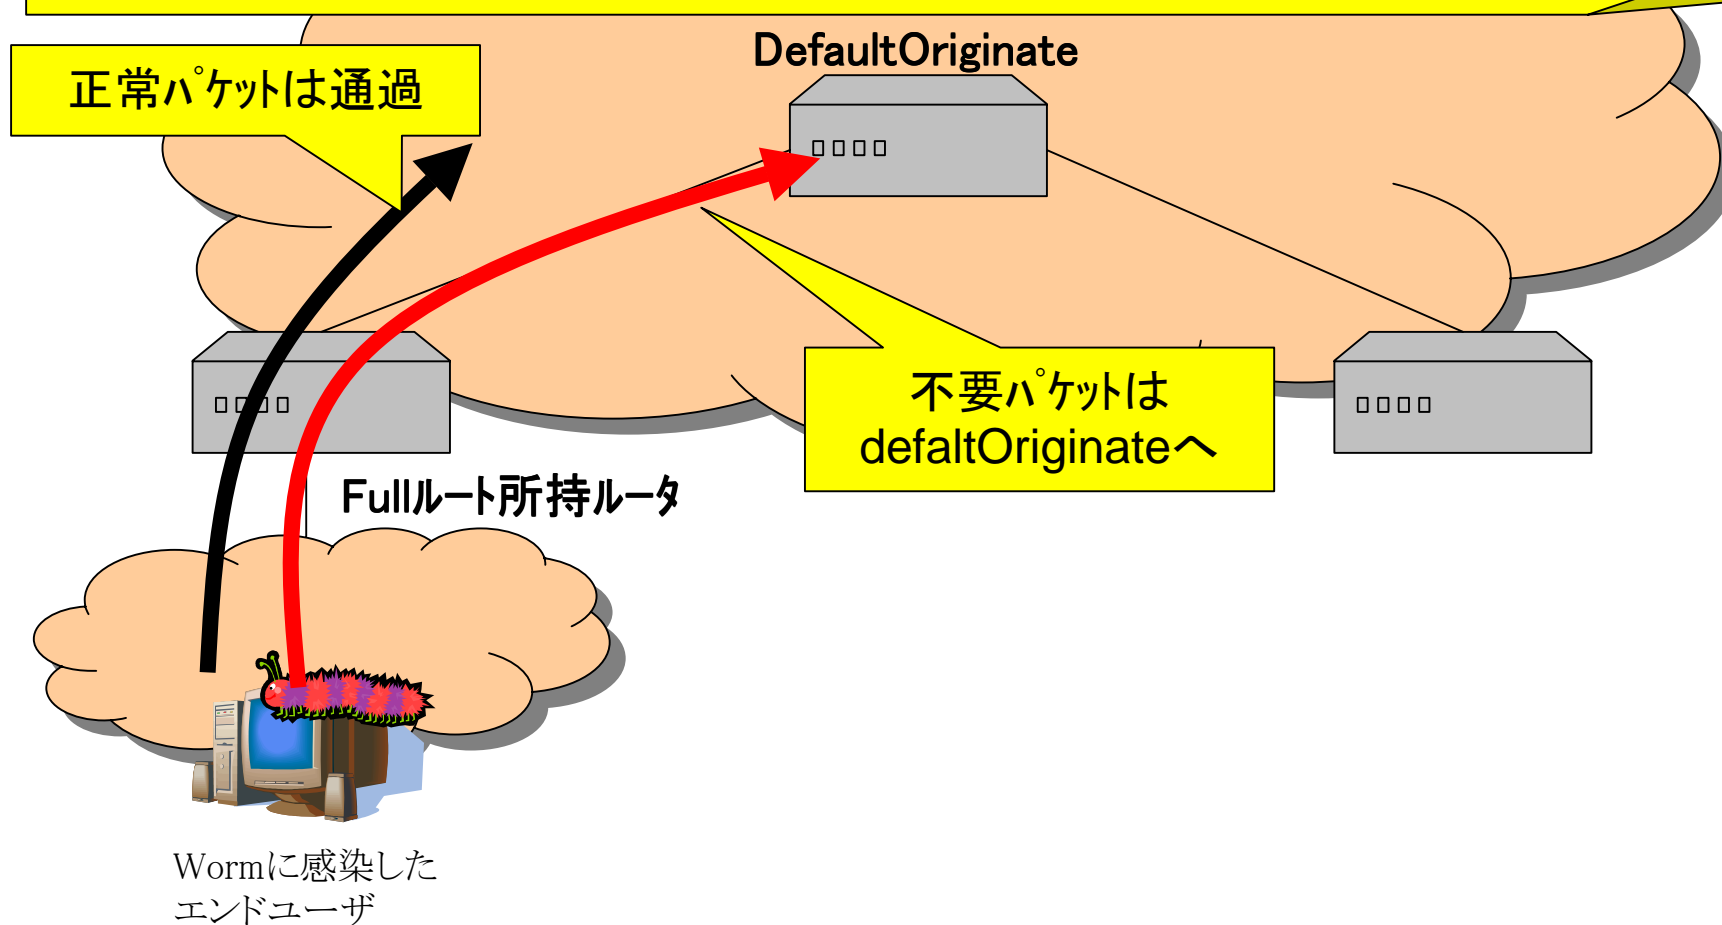 DefaultOriginate
正常ﾊﾟｹｯﾄは通過
不要ﾊﾟｹｯﾄは
defaltOriginateへ
Fullﾙｰﾄ所持ﾙｰﾀ
Wormに感染した
エンドユーザ